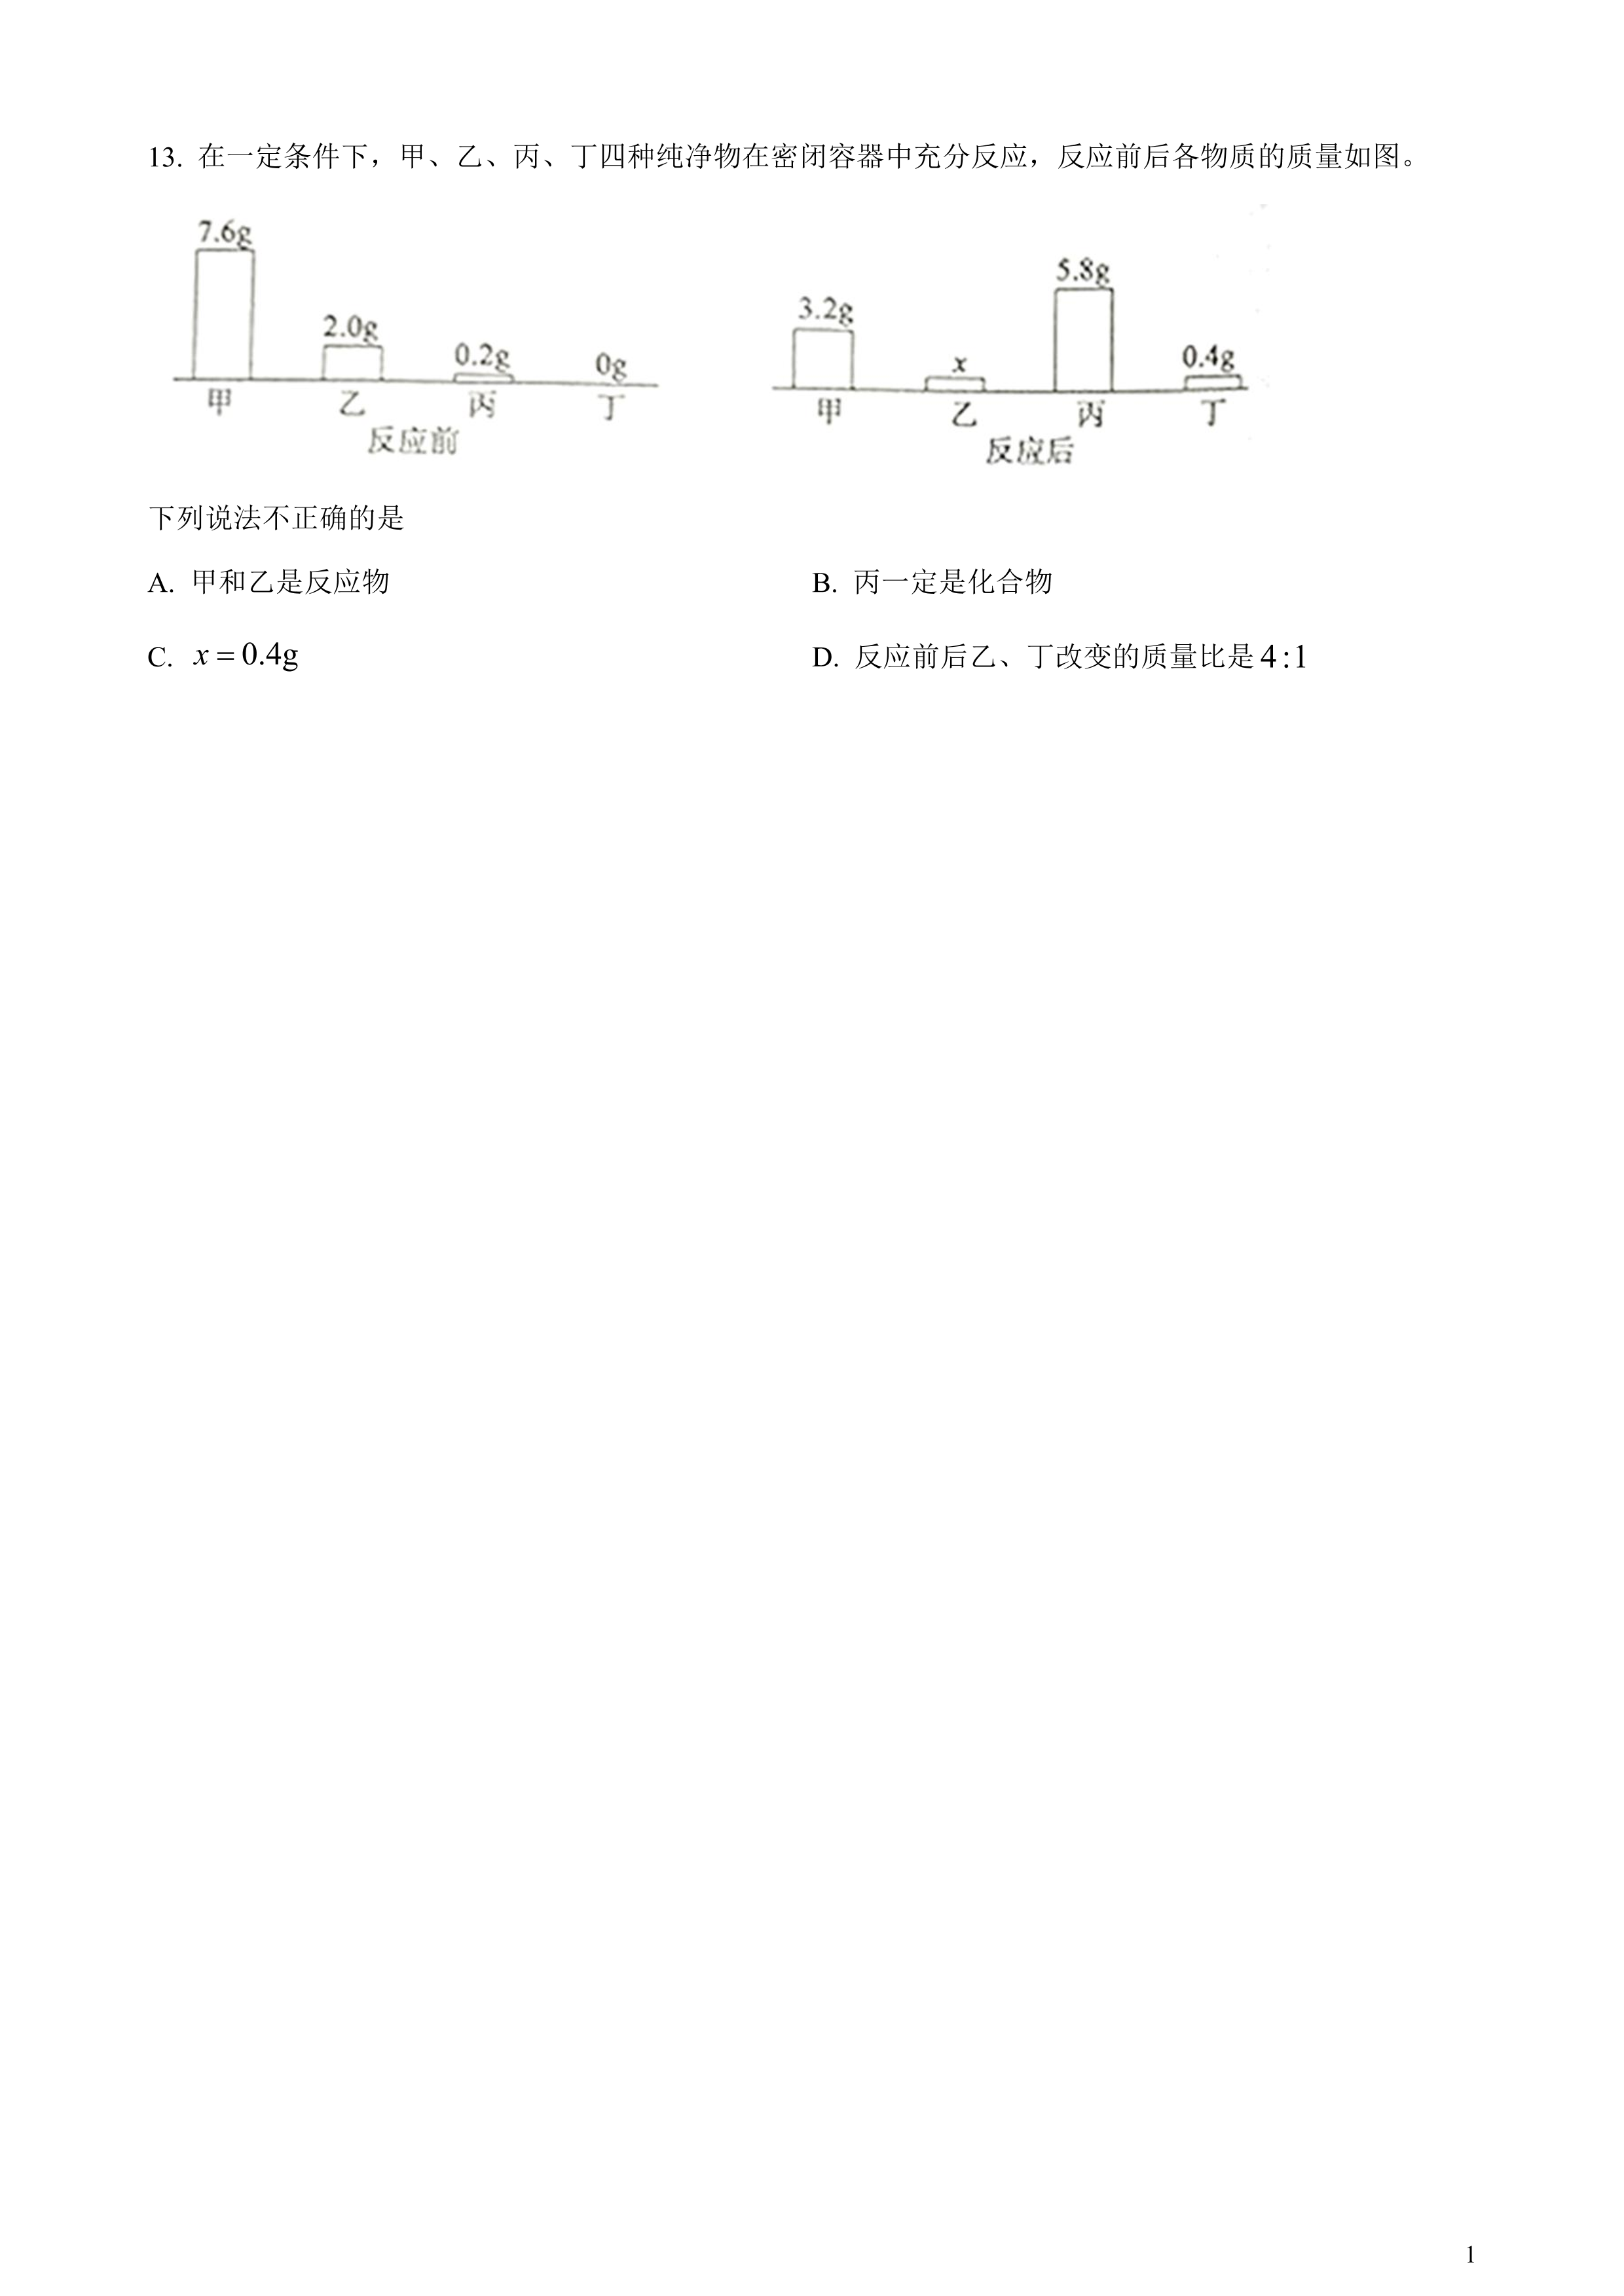 13. 在一定条件下，甲、乙、丙、丁四种纯净物在密闭容器中充分反应，反应前后各物质的质量如图。
7.6g 2.0g 0.2g 0g
甲 乙 丙 丁
反应前
3.2g x 5.8g 0.4g
甲 乙 丙 丁
反应后
下列说法不正确的是
A. 甲和乙是反应物 B. 丙一定是化合物
C. x = 0.4g D. 反应前后乙、丁改变的质量比是 4:1
1